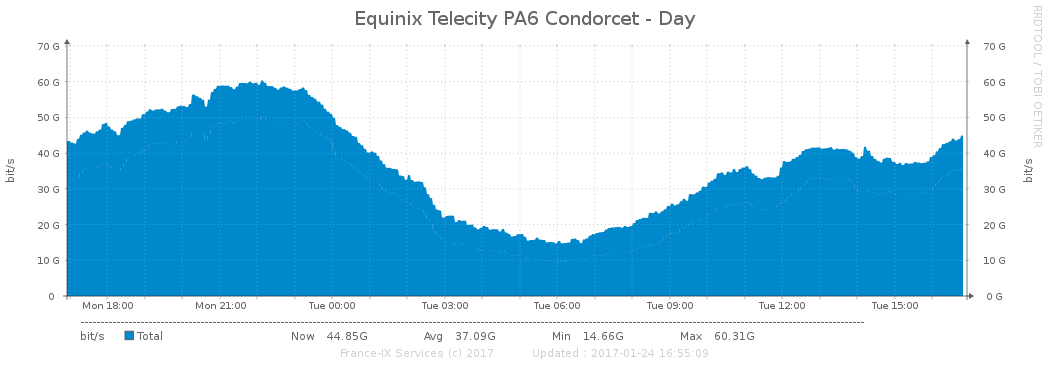 Equinix Telecity PA6 Condorcet - Day
RRDTOOL / TOBI OETIKER
70 G 70 G
60 G 60 G
50 G 50 G
40 G 40 G
30 G 30 G
20 G 20 G
10 G 10 G
0 0 G
bit/s bit/s
Mon 18:00 Mon 21:00 Tue 00:00 Tue 03:00 Tue 06:00 Tue 09:00 Tue 12:00 Tue 15:00
bit/s Total Now 44.85G Avg 37.09G Min 14.66G Max 60.31G
France-IX Services (c) 2017 Updated : 2017-01-24 16:55:09